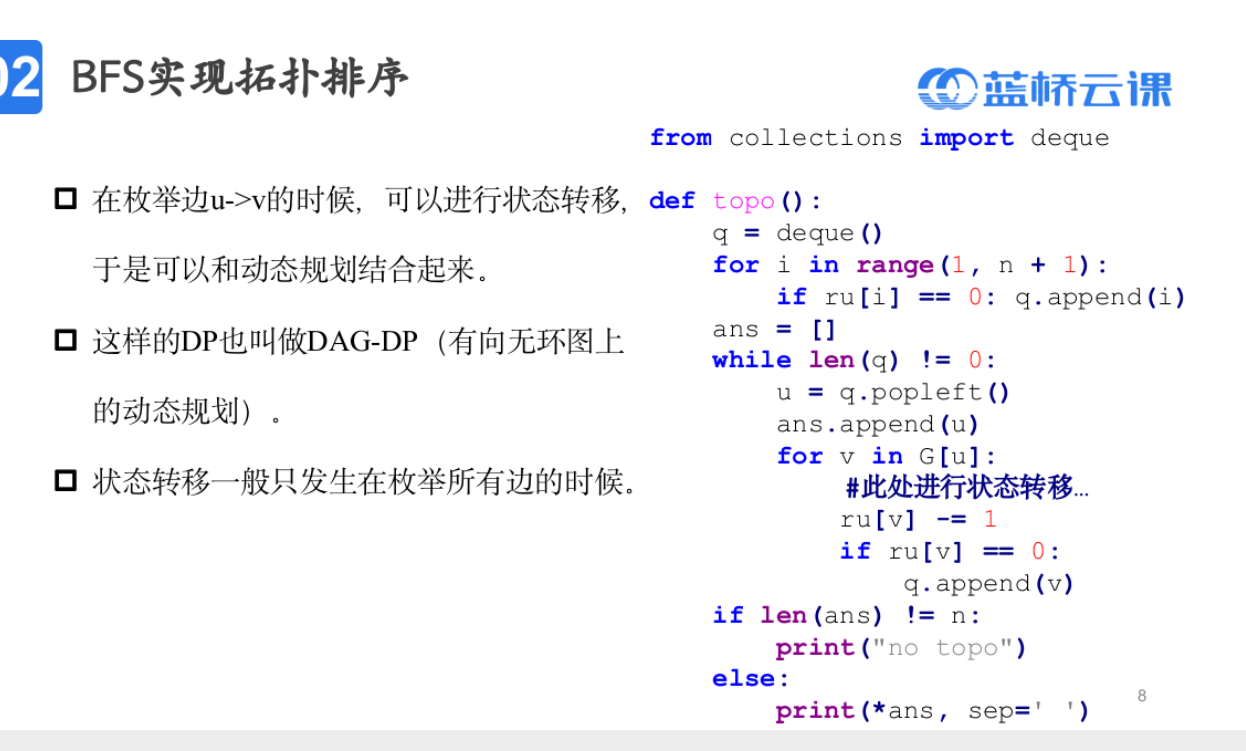 02 BFS实现拓扑排序
蓝桥云课
在枚举边u->v的时候，可以进行状态转移，
于是可以和动态规划结合起来。
这样的DP也叫做DAG-DP（有向无环图上
的动态规划）。
状态转移一般只发生在枚举所有边的时候。
from collections import deque
def topo():
    q = deque()
    for i in range(1, n + 1):
        if ru[i] == 0: q.append(i)
    ans = []
    while len(q) != 0:
        u = q.popleft()
        ans.append(u)
        for v in G[u]:
            #此处进行状态转移…
            ru[v] -= 1
            if ru[v] == 0:
                q.append(v)
    if len(ans) != n:
        print("no topo")
    else:
        print(*ans, sep=' ')
8